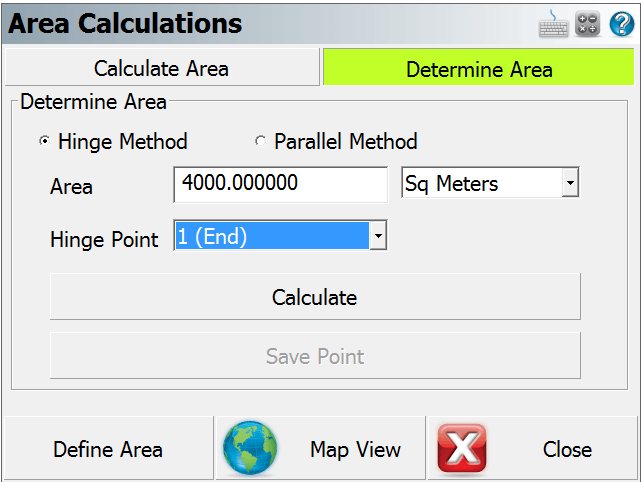 Area Calculations
Calculate Area
Determine Area
Determine Area
Hinge Method
Parallel Method
Area
4000.000000
Sq Meters
Hinge Point
1 (End)
Calculate
Save Point
Define Area
Map View
Close